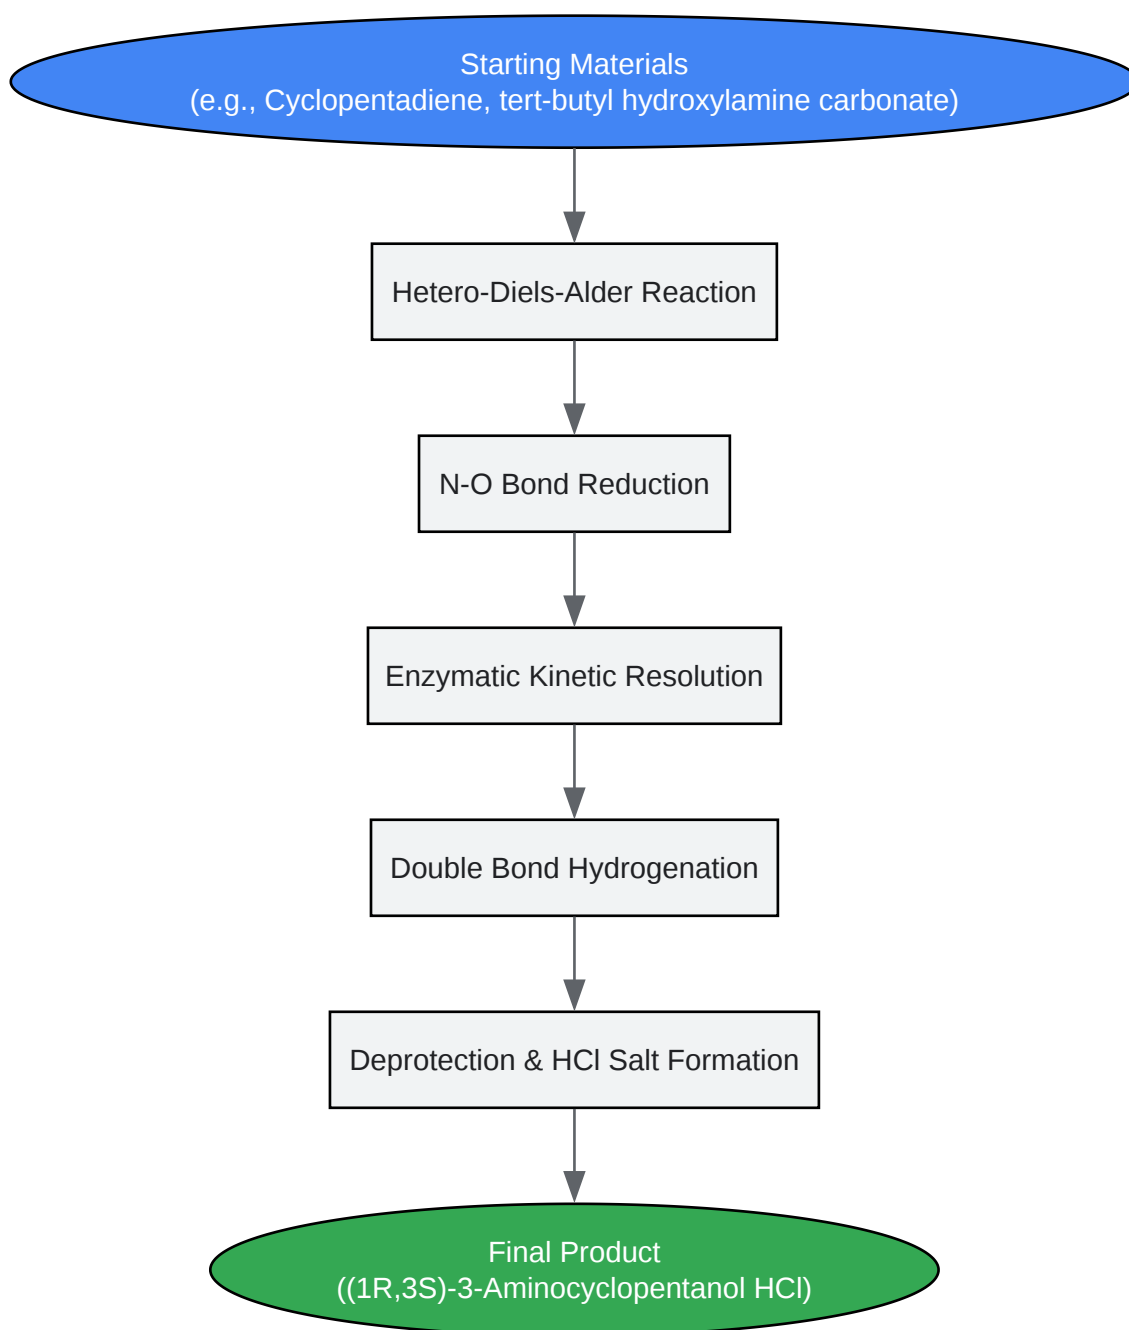 Starting Materials
(e.g., Cyclopentadiene, tert-butyl hydroxylamine carbonate)
Hetero-Diels-Alder Reaction
N-O Bond Reduction
Enzymatic Kinetic Resolution
Double Bond Hydrogenation
Deprotection & HCl Salt Formation
Final Product
((1R,3S)-3-Aminocyclopentanol HCl)